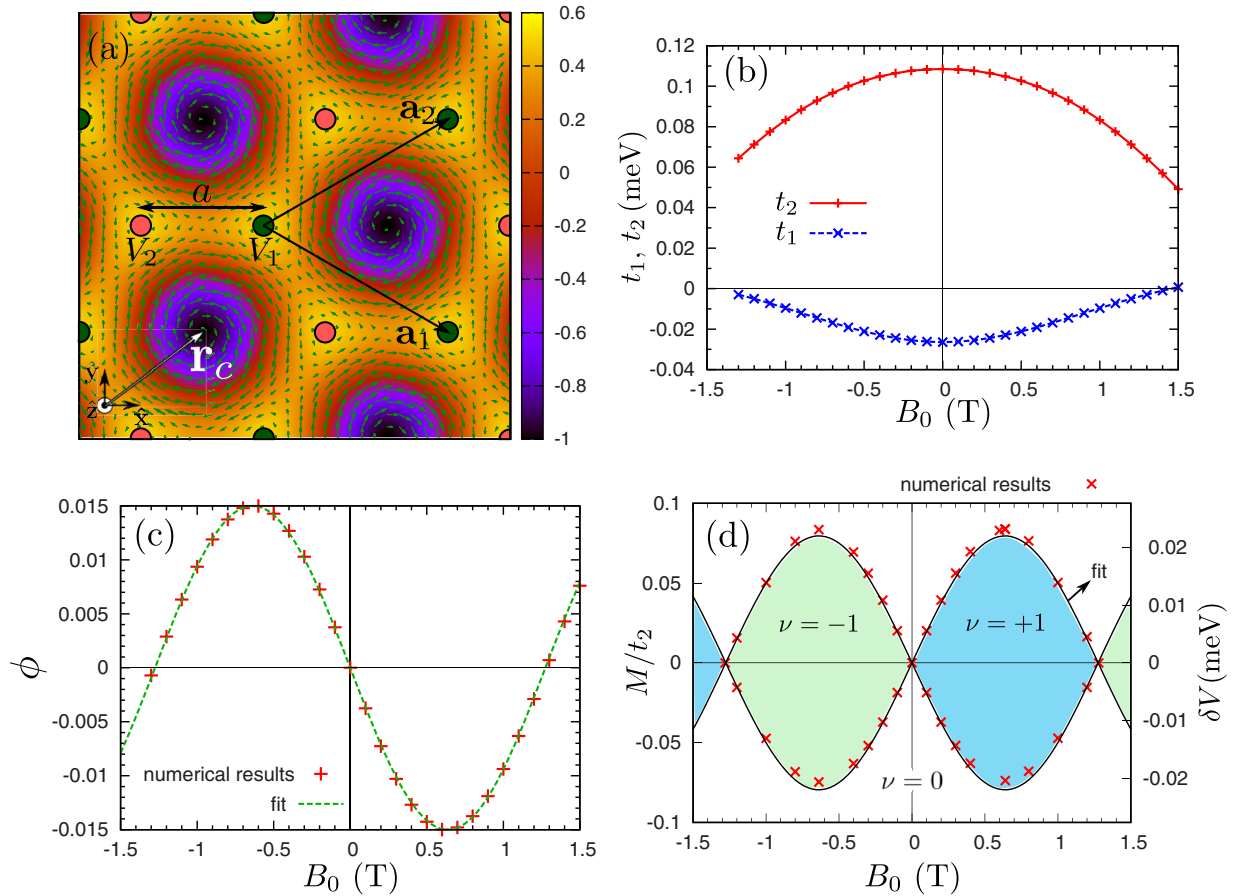 (a)
a₂
a
V₂
V₁
a₁
r_c
y
ẑ
x̂
0.6
0.4
0.2
0
-0.2
-0.4
-0.6
-0.8
-1
(b)
t₁, t₂ (meV)
0.12
0.1
0.08
0.06
0.04
0.02
0
-0.02
-0.04
t₂
t₁
-1.5
-1
-0.5
0
0.5
1
1.5
B₀ (T)
(c)
ϕ
0.015
0.01
0.005
0
-0.005
-0.01
-0.015
numerical results
fit
-1.5
-1
-0.5
0
0.5
1
1.5
B₀ (T)
numerical results
(d)
M/t₂
0.1
0.05
0
-0.05
-0.1
fit
ν = −1
ν = +1
ν = 0
0.02
0.01
0
-0.01
-0.02
δV (meV)
-1.5
-1
-0.5
0
0.5
1
1.5
B₀ (T)